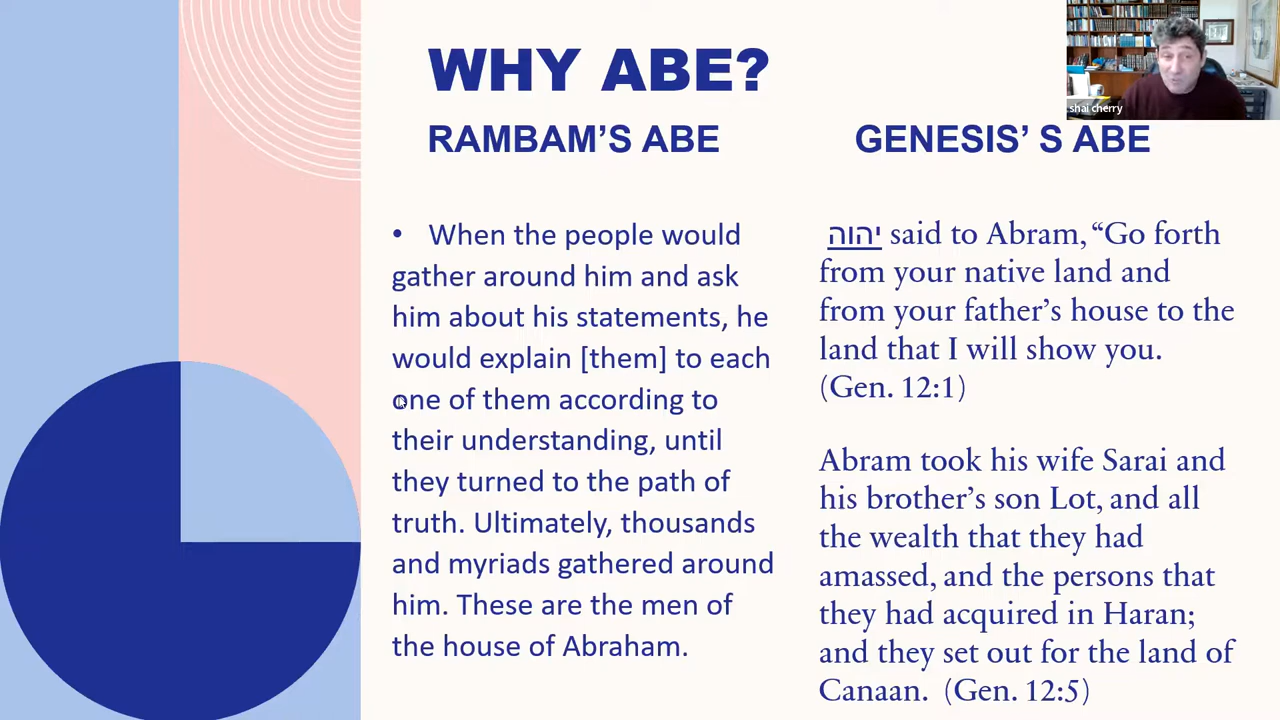 WHY ABE?
RAMBAM’S ABE
• When the people would
gather around him and ask
him about his statements, he
would explain [them] to each
one of them according to
their understanding, until
they turned to the path of
truth. Ultimately, thousands
and myriads gathered around
him. These are the men of
the house of Abraham.
GENESIS’ S ABE
יהוה said to Abram, “Go forth
from your native land and
from your father’s house to the
land that I will show you.
(Gen. 12:1)
Abram took his wife Sarai and
his brother’s son Lot, and all
the wealth that they had
amassed, and the persons that
they had acquired in Haran;
and they set out for the land of
Canaan. (Gen. 12:5)
shai cherry